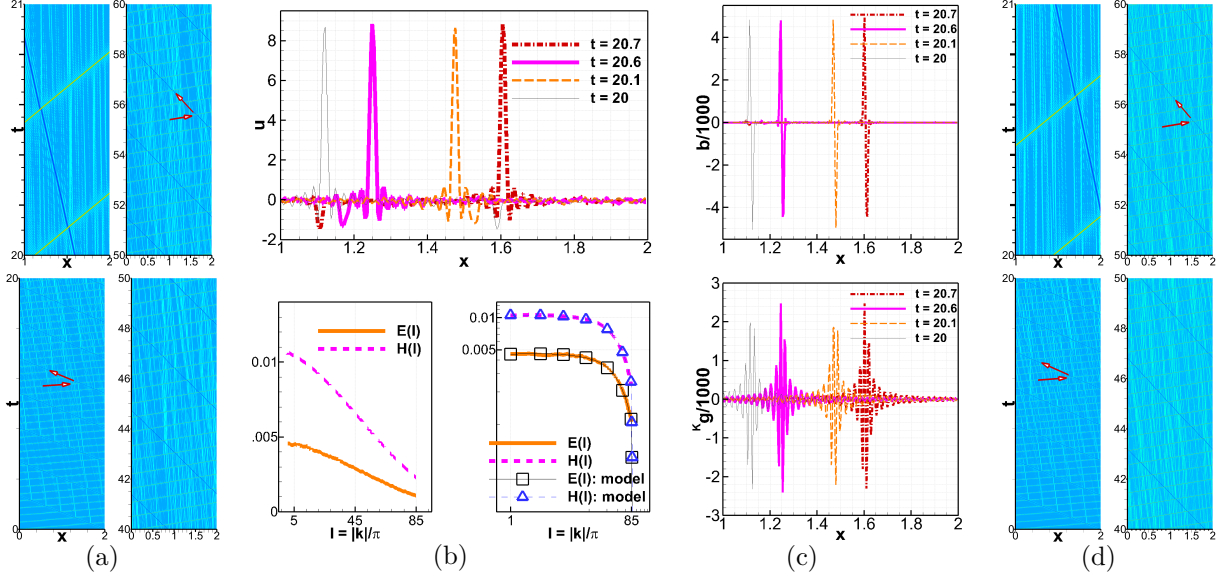 21
20
t
x
1
2
60
58
56
54
52
50
0
0.5
1
1.5
2
20
0
t
x
0
2
50
48
46
44
42
40
0
0.5
1
1.5
2
(a)
8
6
4
2
0
-2
u
1
1.2
1.4
1.6
1.8
2
x
t = 20.7
t = 20.6
t = 20.1
t = 20
0.01
0.005
0
5
45
85
l = |k|/π
E(l)
H(l)
0.01
0.005
1
85
l = |k|/π
E(l)
H(l)
E(l): model
H(l): model
(b)
4
2
0
-2
-4
b/1000
1
1.2
1.4
1.6
1.8
2
x
t = 20.7
t = 20.6
t = 20.1
t = 20
3
2
1
0
-1
-2
-3
ᴷg/1000
1
1.2
1.4
1.6
1.8
2
x
t = 20.7
t = 20.6
t = 20.1
t = 20
(c)
21
20
t
x
1
2
60
58
56
54
52
50
0
0.5
1
1.5
2
20
0
t
x
0
2
50
48
46
44
42
40
0
0.5
1
1.5
2
(d)